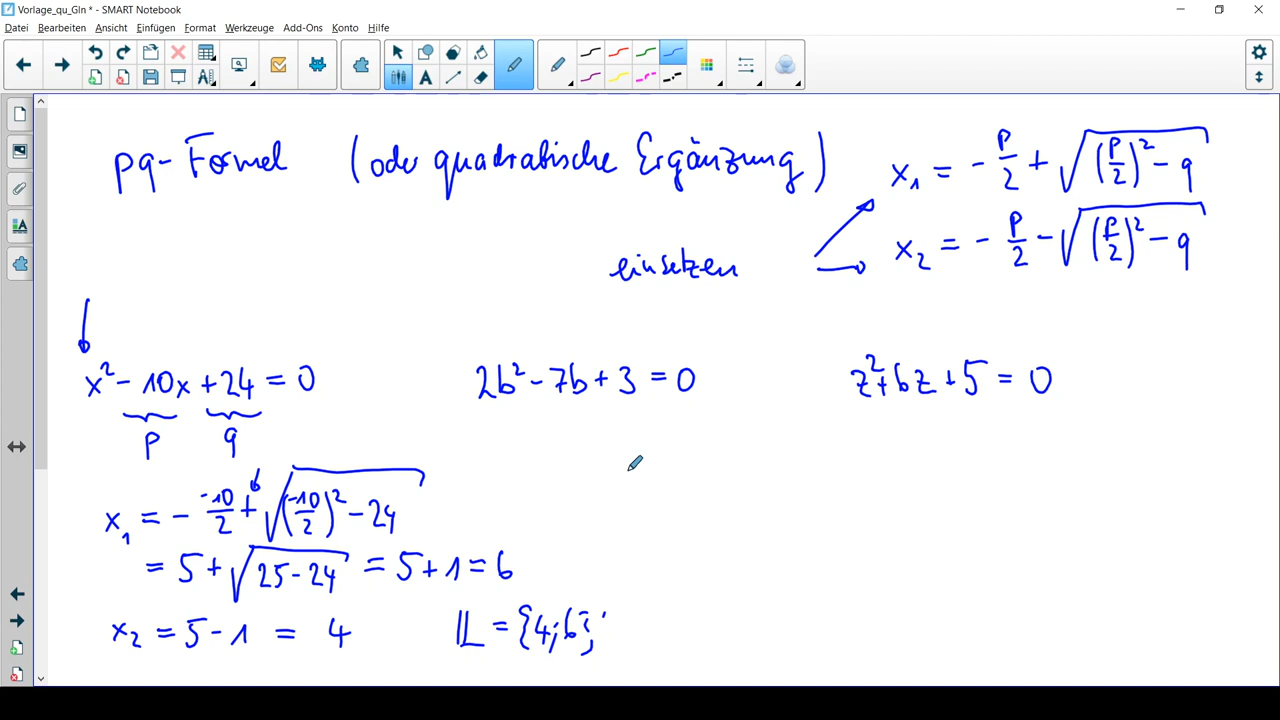 Vorlage_qu_Gln * - SMART Notebook
Datei Bearbeiten Ansicht Einfügen Format Werkzeuge Add-Ons Konto Hilfe
pq-Formel (oder quadratische Ergänzung)
x₁ = - p/2 + √((p/2)² - q)
x₂ = - p/2 - √((p/2)² - q)
einsetzen
x² - 10x + 24 = 0
p q
2b² - 7b + 3 = 0
z² + 6z + 5 = 0
x₁ = - -10/2 + √((-10/2)² - 24)
= 5 + √(25 - 24) = 5 + 1 = 6
x₂ = 5 - 1 = 4
𝕃 = {4; 6}